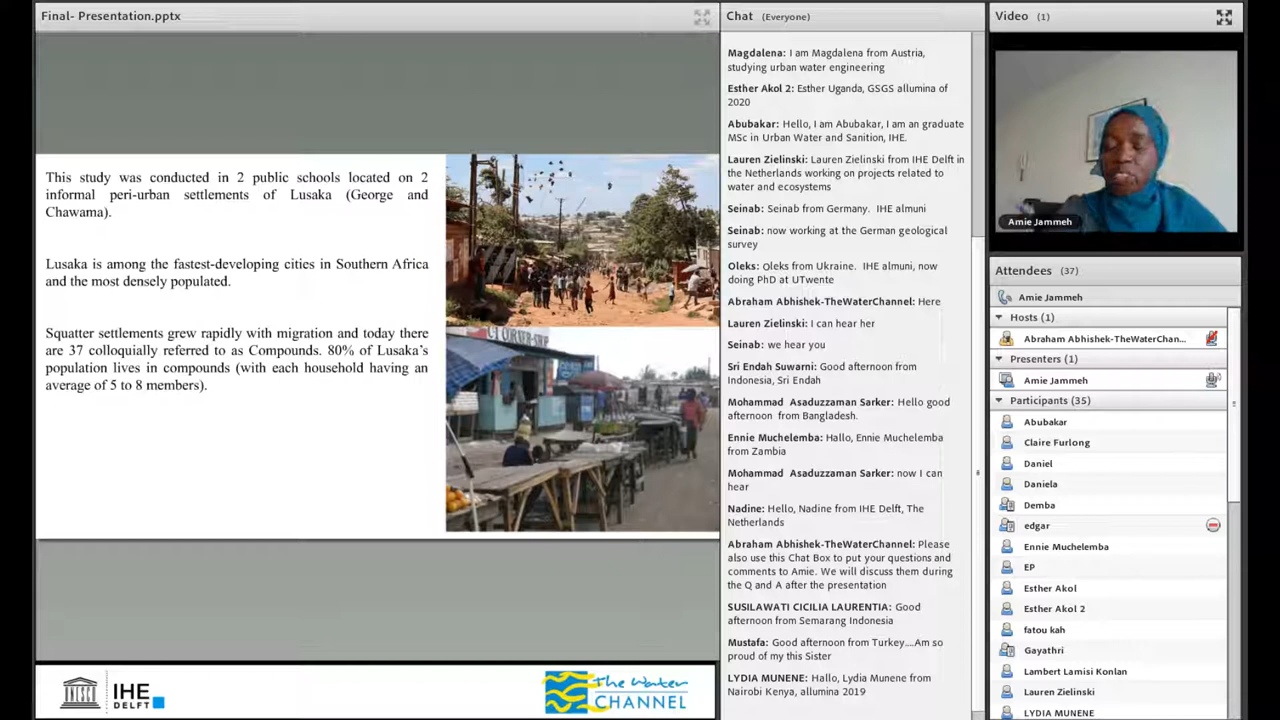 Final- Presentation.pptx
This study was conducted in 2 public schools located on 2
informal peri-urban settlements of Lusaka (George and
Chawama).
Lusaka is among the fastest-developing cities in Southern Africa
and the most densely populated.
Squatter settlements grew rapidly with migration and today there
are 37 colloquially referred to as Compounds. 80% of Lusaka's
population lives in compounds (with each household having an
average of 5 to 8 members).
IHE
DELFT
The Water
CHANNEL
Chat (Everyone)
Magdalena: I am Magdalena from Austria,
studying urban water engineering
Esther Akol 2: Esther Uganda, GSGS allumina of
2020
Abubakar: Hello, I am Abubakar, I am an graduate
MSc in Urban Water and Sanition, IHE.
Lauren Zielinski: Lauren Zielinski from IHE Delft in
the Netherlands working on projects related to
water and ecosystems
Seinab: Seinab from Germany. IHE almuni
Seinab: now working at the German geological
survey
Oleks: Oleks from Ukraine. IHE almuni, now
doing PhD at UTwente
Abraham Abhishek-TheWaterChannel: Here
Lauren Zielinski: I can hear her
Seinab: we hear you
Sri Endah Suwarni: Good afternoon from
Indonesia, Sri Endah
Mohammad Asaduzzaman Sarker: Hello good
afternoon from Bangladesh.
Ennie Muchelemba: Hallo, Ennie Muchelemba
from Zambia
Mohammad Asaduzzaman Sarker: now I can
hear
Nadine: Hello, Nadine from IHE Delft, The
Netherlands
Abraham Abhishek-TheWaterChannel: Please
also use this Chat Box to put your questions and
comments to Amie. We will discuss them during
the Q and A after the presentation
SUSILAWATI CICILIA LAURENTIA: Good
afternoon from Semarang Indonesia
Mustafa: Good afternoon from Turkey....Am so
proud of my this Sister
LYDIA MUNENE: Hallo, Lydia Munene from
Nairobi Kenya, allumina 2019
Video (1)
Amie Jammeh
Attendees (37)
Amie Jammeh
Hosts (1)
Abraham Abhishek-TheWaterChan...
Presenters (1)
Amie Jammeh
Participants (35)
Abubakar
Claire Furlong
Daniel
Daniela
Demba
edgar
Ennie Muchelemba
EP
Esther Akol
Esther Akol 2
fatou kah
Gayathri
Lambert Lamisi Konlan
Lauren Zielinski
LYDIA MUNENE